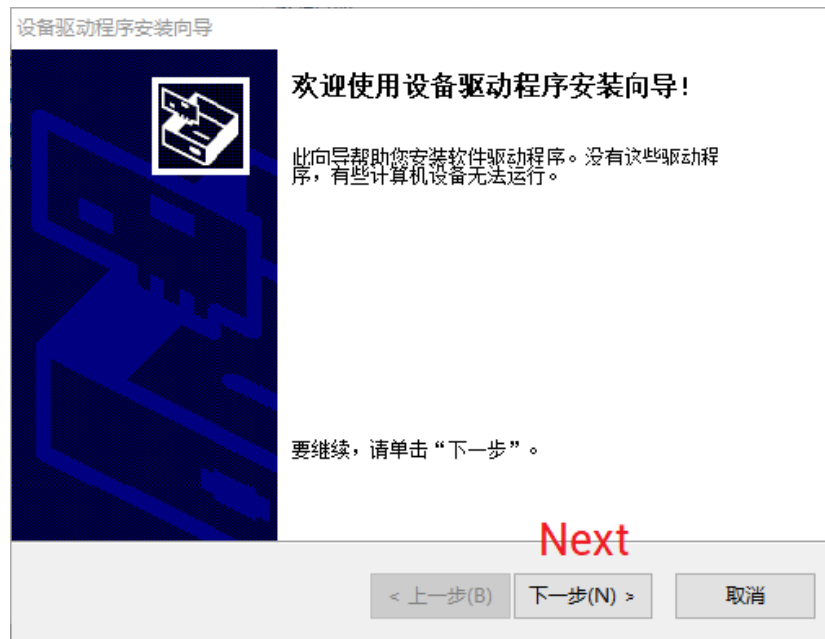 设备驱动程序安装向导
欢迎使用设备驱动程序安装向导!
此向导帮助您安装软件驱动程序。没有这些驱动程
序，有些计算机设备无法运行。
要继续，请单击“下一步”。
Next
< 上一步(B) 下一步(N) > 取消